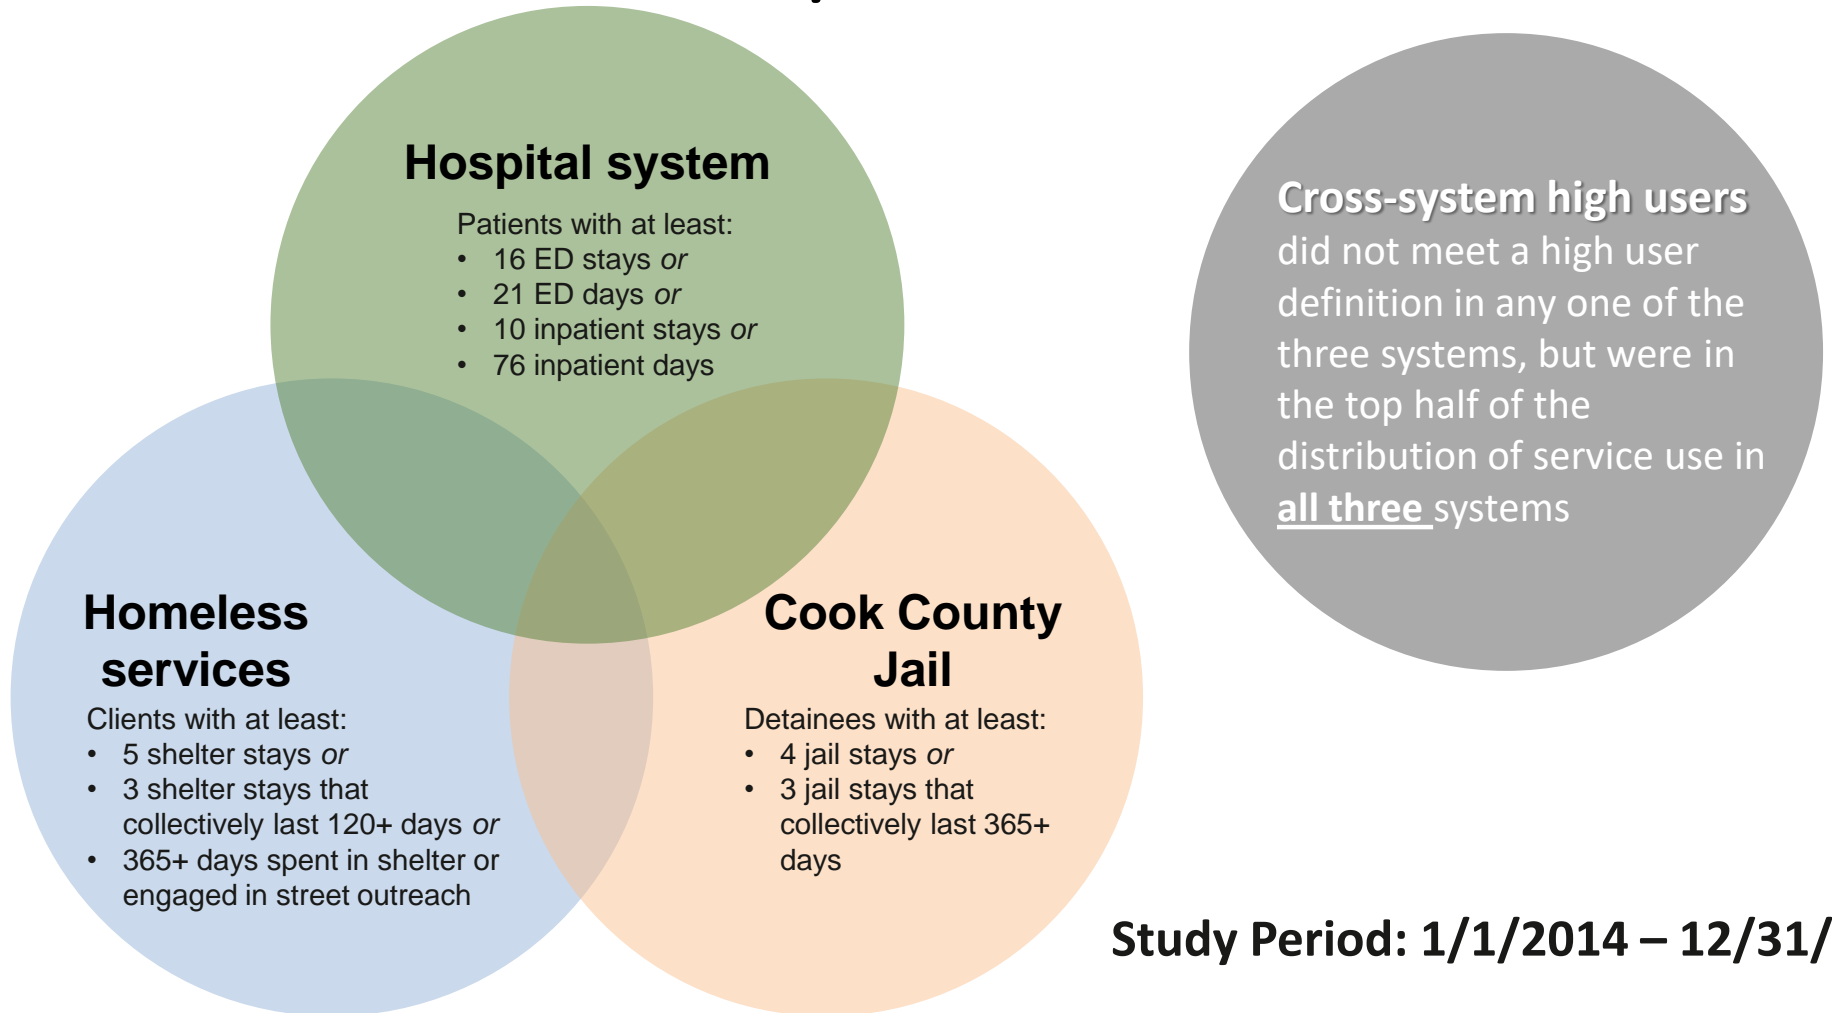 Hospital system
Patients with at least:
• 16 ED stays or
• 21 ED days or
• 10 inpatient stays or
• 76 inpatient days
Homeless
services
Clients with at least:
• 5 shelter stays or
• 3 shelter stays that
collectively last 120+ days or
• 365+ days spent in shelter or
engaged in street outreach
Cook County
Jail
Detainees with at least:
• 4 jail stays or
• 3 jail stays that
collectively last 365+
days
Cross-system high users
did not meet a high user
definition in any one of the
three systems, but were in
the top half of the
distribution of service use in
all three systems
Study Period: 1/1/2014 – 12/31/